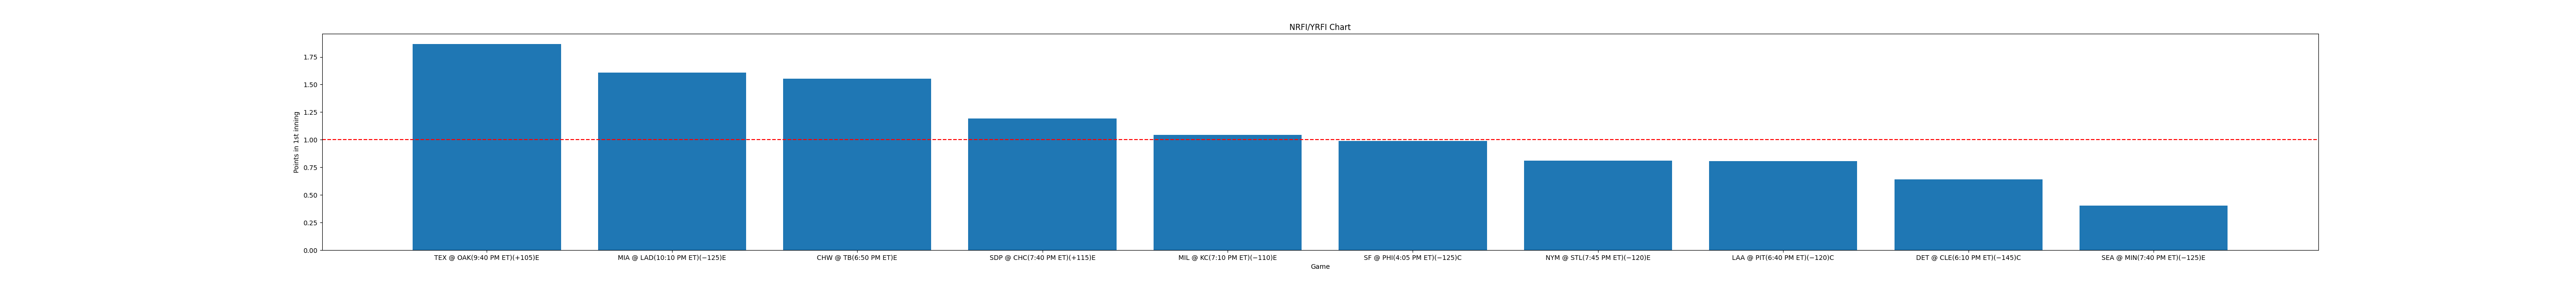 NRFI/YRFI Chart
Points in 1st inning
1.75
1.50
1.25
1.00
0.75
0.50
0.25
0.00
TEX @ OAK(9:40 PM ET)(+105)E
MIA @ LAD(10:10 PM ET)(−125)E
CHW @ TB(6:50 PM ET)E
SDP @ CHC(7:40 PM ET)(+115)E
MIL @ KC(7:10 PM ET)(−110)E
SF @ PHI(4:05 PM ET)(−125)C
NYM @ STL(7:45 PM ET)(−120)E
LAA @ PIT(6:40 PM ET)(−120)C
DET @ CLE(6:10 PM ET)(−145)C
SEA @ MIN(7:40 PM ET)(−125)E
Game